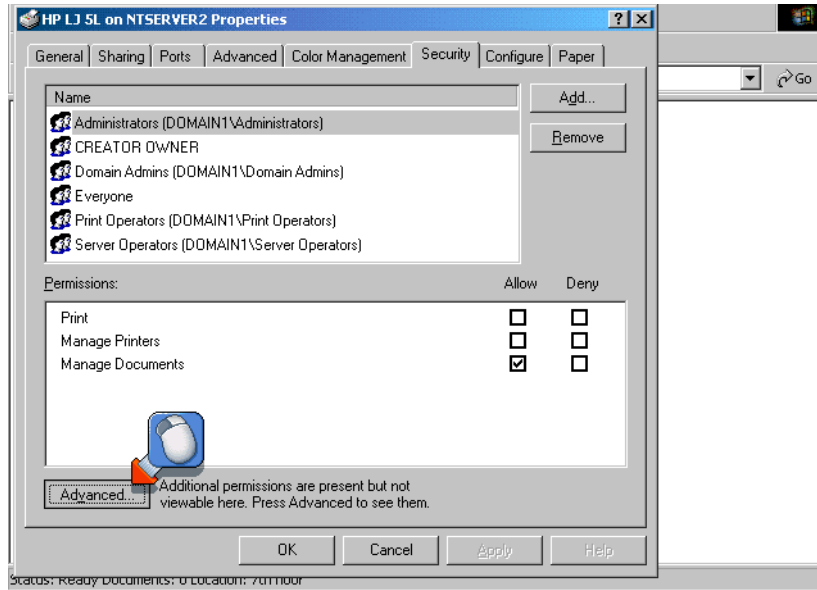 HP LJ 5L on NTSERVER2 Properties
General Sharing Ports Advanced Color Management Security Configure Paper
Go
Name
Add...
Administrators (DOMAIN1\Administrators)
Remove
CREATOR OWNER
Domain Admins (DOMAIN1\Domain Admins)
Everyone
Print Operators (DOMAIN1\Print Operators)
Server Operators (DOMAIN1\Server Operators)
Permissions: Allow Deny
Print
Manage Printers
Manage Documents
Advanced...
Additional permissions are present but not
viewable here. Press Advanced to see them.
OK Cancel Apply Help
Status: Ready Documents: 0 Location: 7th floor